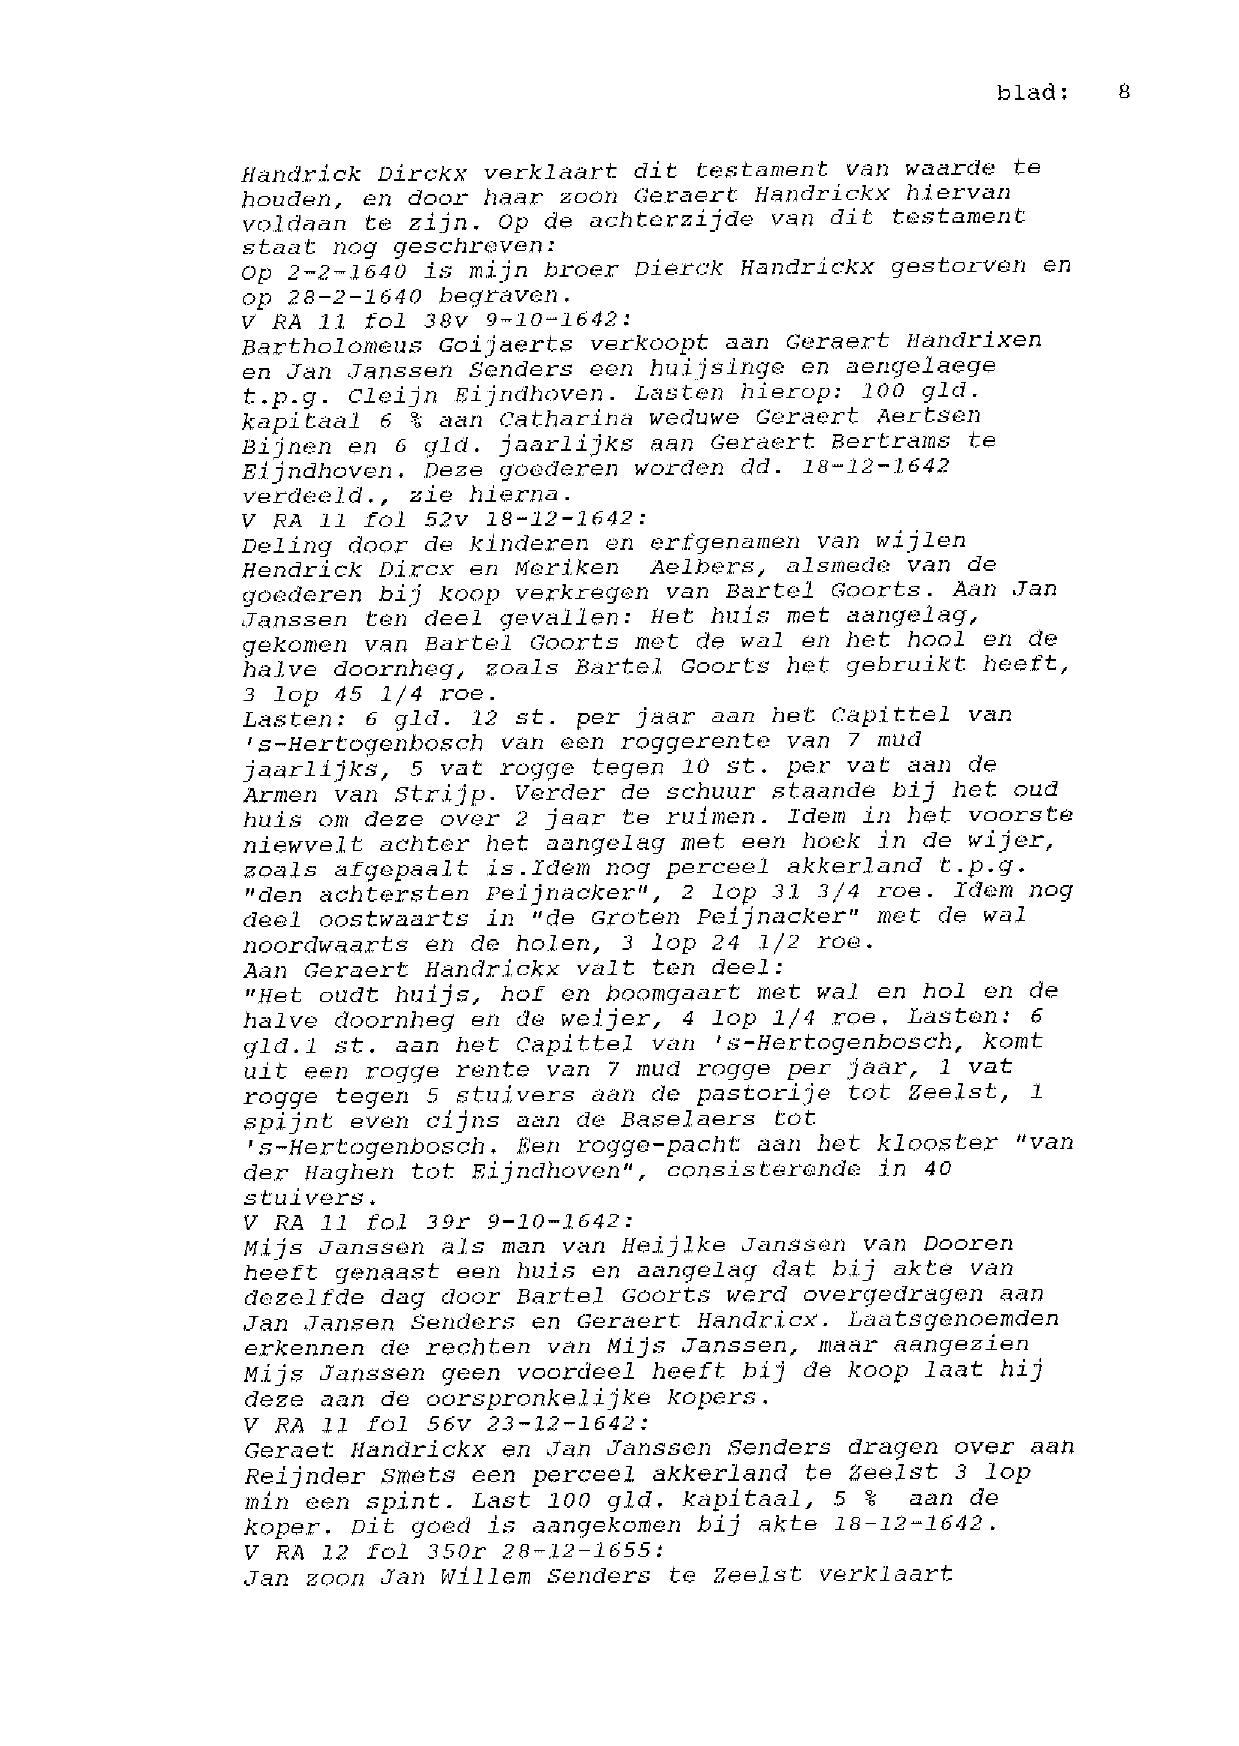 blad: 8
Handrick Dirckx verklaart dit testament van waarde te
houden, en door haar zoon Geraert Handrickx hiervan
voldaan te zijn. Op de achterzijde van dit testament
staat nog geschreven:
Op 2-2-1640 is mijn broer Dierck Handrickx gestorven en
op 28-2-1640 begraven.
V RA 11 fol 38v 9-10-1642:
Bartholomeus Goijaerts verkoopt aan Geraert Handrixen
en Jan Janssen Senders een huijsinge en aengelaege
t.p.g. Cleijn Eijndhoven. Lasten hierop: 100 gld.
kapitaal 6 % aan Catharina weduwe Geraert Aertsen
Bijnen en 6 gld. jaarlijks aan Geraert Bertrams te
Eijndhoven. Deze goederen worden dd. 18-12-1642
verdeeld., zie hierna.
V RA 11 fol 52v 18-12-1642:
Deling door de kinderen en erfgenamen van wijlen
Hendrick Dircx en Meriken  Aelbers, alsmede van de
goederen bij koop verkregen van Bartel Goorts. Aan Jan
Janssen ten deel gevallen: Het huis met aangelag,
gekomen van Bartel Goorts met de wal en het hool en de
halve doornheg, zoals Bartel Goorts het gebruikt heeft,
3 lop 45 1/4 roe.
Lasten: 6 gld. 12 st. per jaar aan het Capittel van
's-Hertogenbosch van een roggerente van 7 mud
jaarlijks, 5 vat rogge tegen 10 st. per vat aan de
Armen van Strijp. Verder de schuur staande bij het oud
huis om deze over 2 jaar te ruimen. Idem in het voorste
niewvelt achter het aangelag met een hoek in de wijer,
zoals afgepaalt is.Idem nog perceel akkerland t.p.g.
"den achtersten Peijnacker", 2 lop 31 3/4 roe. Idem nog
deel oostwaarts in "de Groten Peijnacker" met de wal
noordwaarts en de holen, 3 lop 24 1/2 roe.
Aan Geraert Handrickx valt ten deel:
"Het oudt huijs, hof en boomgaart met wal en hol en de
halve doornheg en de weijer, 4 lop 1/4 roe. Lasten: 6
gld.1 st. aan het Capittel van 's-Hertogenbosch, komt
uit een rogge rente van 7 mud rogge per jaar, 1 vat
rogge tegen 5 stuivers aan de pastorije tot Zeelst, 1
spijnt even cijns aan de Baselaers tot
's-Hertogenbosch. Een rogge-pacht aan het klooster "van
der Haghen tot Eijndhoven", consisterende in 40
stuivers.
V RA 11 fol 39r 9-10-1642:
Mijs Janssen als man van Heijlke Janssen van Dooren
heeft genaast een huis en aangelag dat bij akte van
dezelfde dag door Bartel Goorts werd overgedragen aan
Jan Jansen Senders en Geraert Handricx. Laatsgenoemden
erkennen de rechten van Mijs Janssen, maar aangezien
Mijs Janssen geen voordeel heeft bij de koop laat hij
deze aan de oorspronkelijke kopers.
V RA 11 fol 56v 23-12-1642:
Geraet Handrickx en Jan Janssen Senders dragen over aan
Reijnder Smets een perceel akkerland te Zeelst 3 lop
min een spint. Last 100 gld. kapitaal, 5 %  aan de
koper. Dit goed is aangekomen bij akte 18-12-1642.
V RA 12 fol 350r 28-12-1655:
Jan zoon Jan Willem Senders te Zeelst verklaart